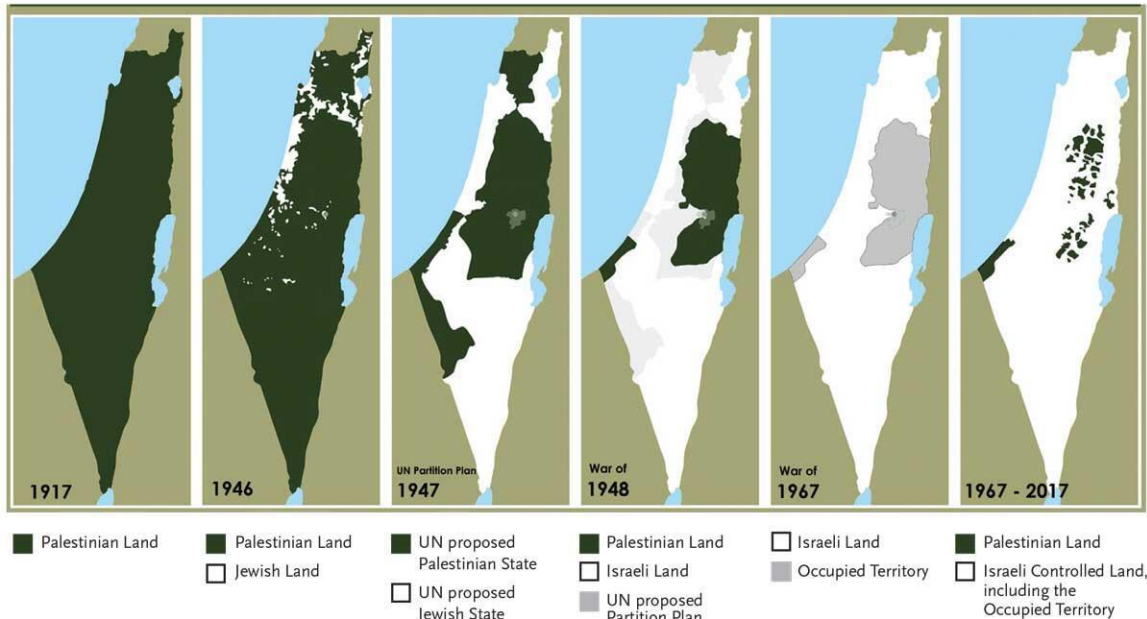 1917
1946
UN Partition Plan
1947
War of
1948
War of
1967
1967 - 2017
Palestinian Land
Palestinian Land
Jewish Land
UN proposed
Palestinian State
UN proposed
Jewish State
Palestinian Land
Israeli Land
UN proposed
Partition Plan
Israeli Land
Occupied Territory
Palestinian Land
Israeli Controlled Land,
including the
Occupied Territory